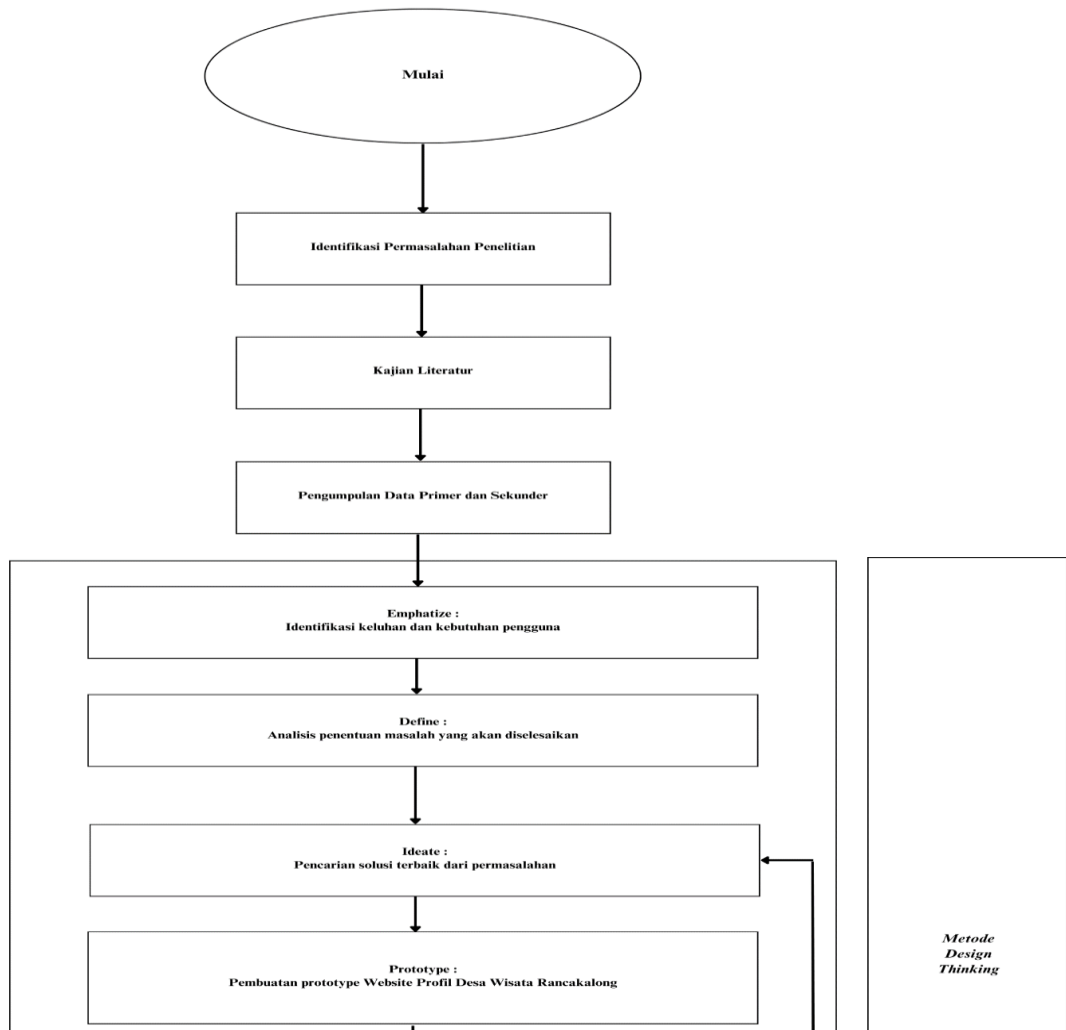 Mulai
Identifikasi Permasalahan Penelitian
Kajian Literatur
Pengumpulan Data Primer dan Sekunder
Emphatize :
Identifikasi keluhan dan kebutuhan pengguna
Define :
Analisis penentuan masalah yang akan diselesaikan
Ideate :
Pencarian solusi terbaik dari permasalahan
Prototype :
Pembuatan prototype Website Profil Desa Wisata Rancakalong
Metode
Design
Thinking